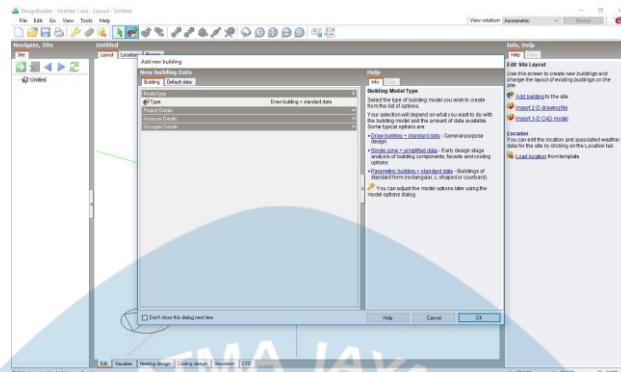 DesignBuilder - Untitled 1.dsb - Layout - Untitled
File Edit Go View Tools Help
View rotation Axonometric
Navigate, Site
Site
Untitled
Untitled
Layout Location
Add new building
New building Data
Building Default data
Model type
Type Draw building + standard data
Project Details
Assessor Details
Occupier Details
Don't show this dialog next time
Help
Info Data
Building Model Type
Select the type of building model you wish to create from the list of options.
Your selection will depend on what you want to do with the building model and the amount of data available. Some typical options are:
Draw building + standard data - General-purpose design
Single zone + simplified data - Early design stage analysis of building components, facade and cooling options
Parametric building + standard data - Buildings of standard form (rectangular, L-shaped or courtyard)
You can adjust the model options later using the model options dialog
Help Cancel OK
Info, Help
Help Data
Edit Site Layout
Use this screen to create new buildings and change the layout of existing buildings on the site.
Add building to the site
Import 2-D drawing file
Import 3-D CAD model
Location
You can edit the location and associated weather data for the site by clicking on the Location tab.
Load location from template
Edit Visualise Heating design Cooling design Simulation CFD
TMA JAYA